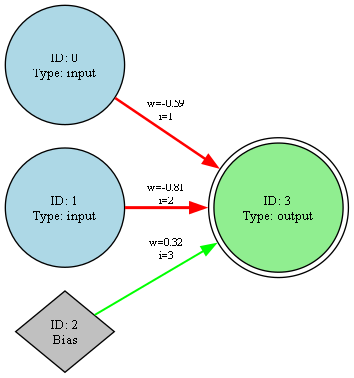 ID: 0
Type: input
w=-0.59
i=1
ID: 1
Type: input
w=-0.81
i=2
ID: 3
Type: output
w=0.32
i=3
ID: 2
Bias